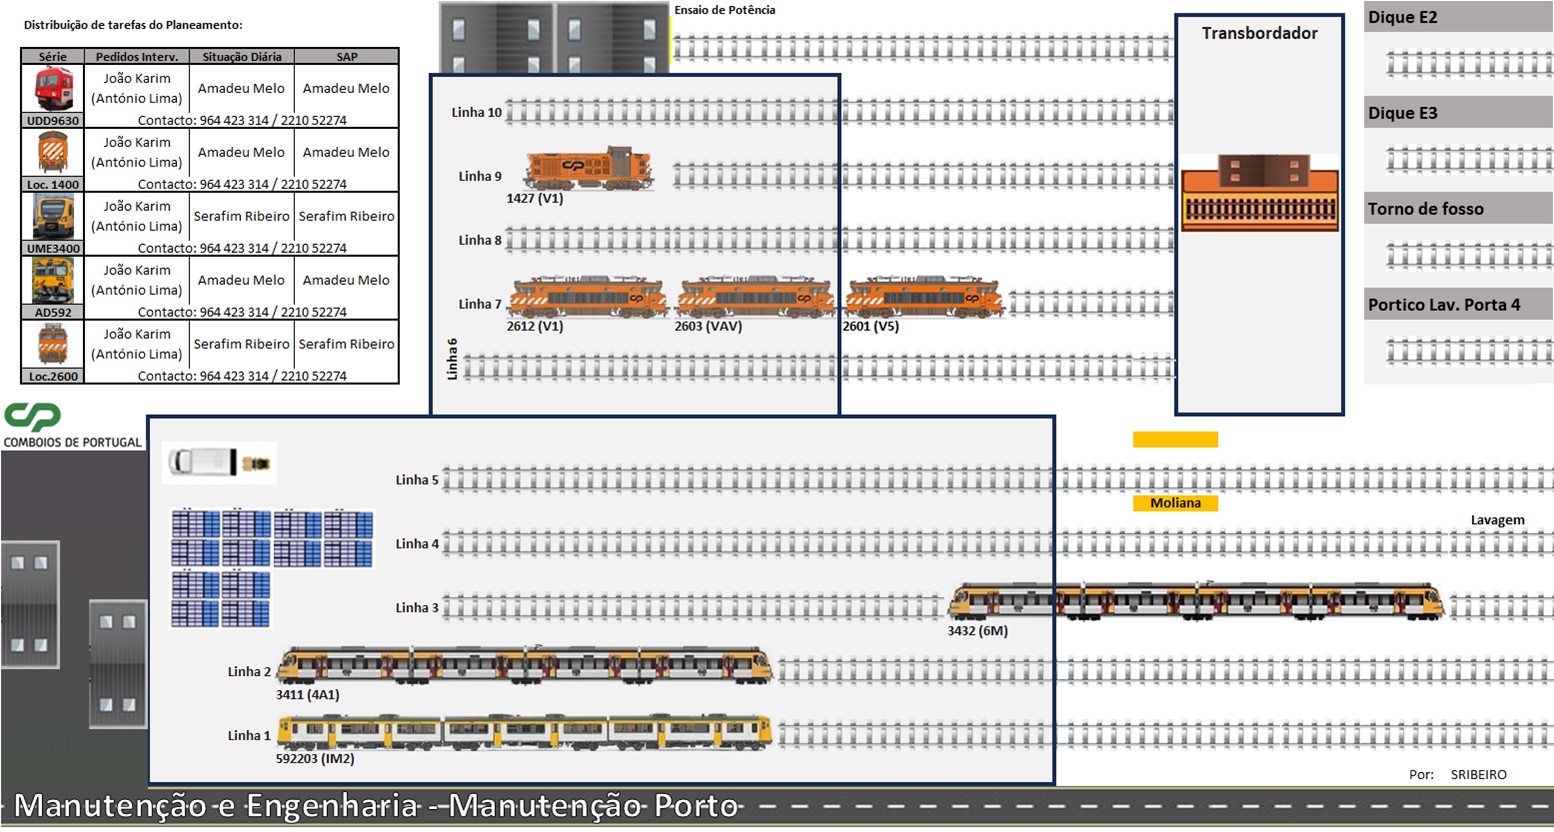 Distribuição de tarefas do Planeamento:
Série Pedidos Interv. Situação Diária SAP
João Karim
(António Lima) Amadeu Melo Amadeu Melo
UDD9630 Contacto: 964 423 314 / 2210 52274
João Karim
(António Lima) Amadeu Melo Amadeu Melo
Loc. 1400 Contacto: 964 423 314 / 2210 52274
João Karim
(António Lima) Serafim Ribeiro Serafim Ribeiro
UME3400 Contacto: 964 423 314 / 2210 52274
João Karim
(António Lima) Amadeu Melo Amadeu Melo
AD592 Contacto: 964 423 314 / 2210 52274
João Karim
(António Lima) Serafim Ribeiro Serafim Ribeiro
Loc.2600 Contacto: 964 423 314 / 2210 52274
Ensaio de Potência
Linha 10
Linha 9
CP
1427 (V1)
Linha 8
Linha 7
2612 (V1) 2603 (VAV) 2601 (V5)
Linha 6
Transbordador
Dique E2
Dique E3
Torno de fosso
Portico Lav. Porta 4
CP
COMBOIOS DE PORTUGAL
Linha 5
Moliana
Lavagem
Linha 4
Linha 3
3432 (6M)
Linha 2
3411 (4A1)
Linha 1
592203 (IM2)
Por: SRIBEIRO
Manutenção e Engenharia - Manutenção Porto